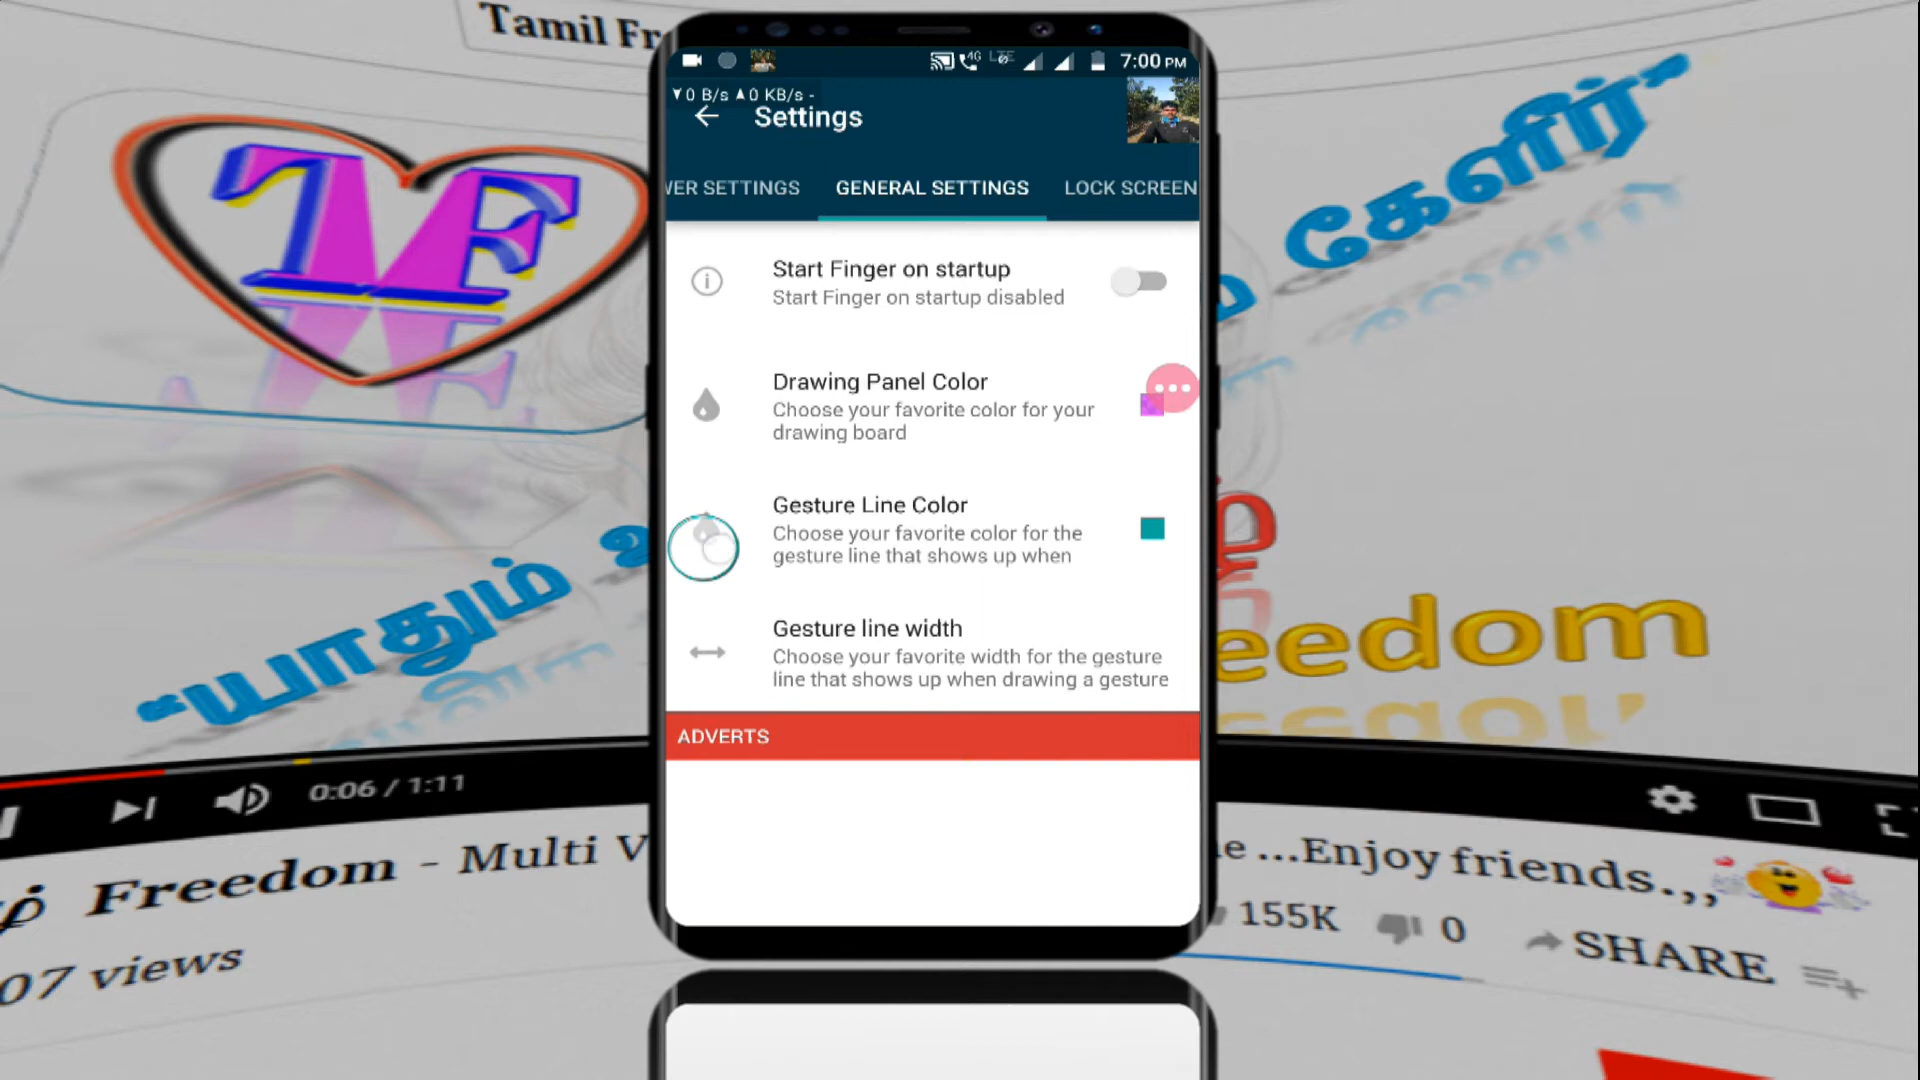 Tamil Fr
4G
LTE
7:00 PM
0 B/s 0 KB/s -
Settings
WER SETTINGS
GENERAL SETTINGS
LOCK SCREEN
Start Finger on startup
Start Finger on startup disabled
Drawing Panel Color
Choose your favorite color for your
drawing board
Gesture Line Color
Choose your favorite color for the
gesture line that shows up when
Gesture line width
Choose your favorite width for the gesture
line that shows up when drawing a gesture
ADVERTS
TF
கேளிர்"
"யாதும் ஊ
ழ்
eedom
0:06 / 1:11
ழ் Freedom - Multi V
e ...Enjoy friends.,,
07 views
155K
0
SHARE